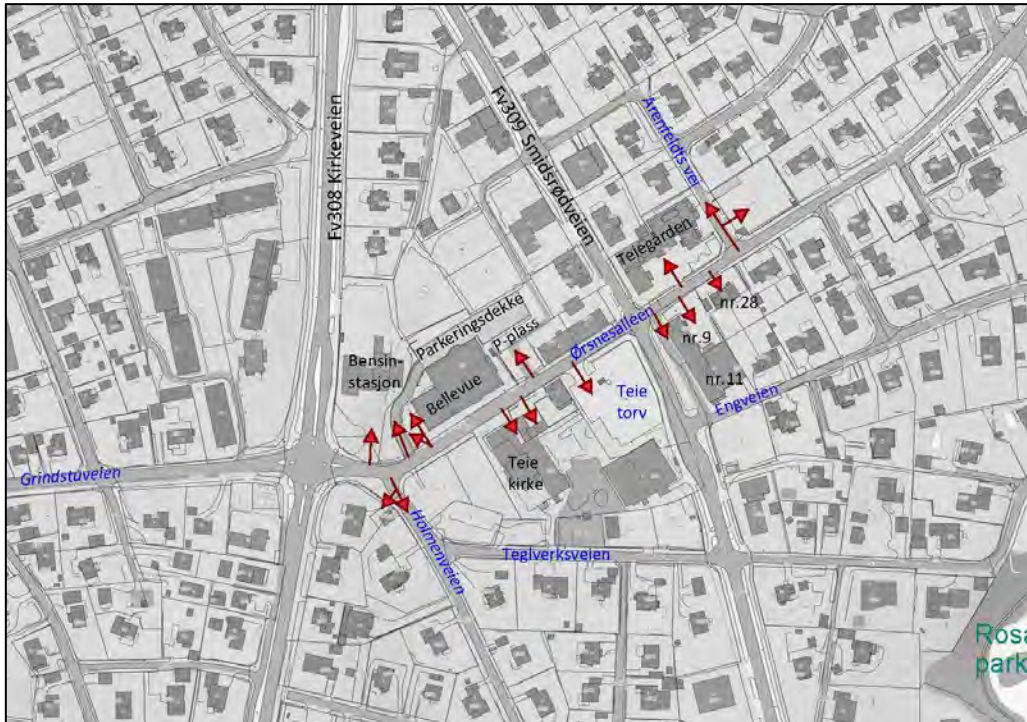 Fv308 Kirkeveien
Fv309 Smidsrødveien
Arenfeldts vei
Telegården
nr.28
nr.9
nr.11
Engveien
Ørsnesalleen
Parkeringsdekke
P-plass
Bensin-
stasjon
Bellevue
Teie
torv
Teie
kirke
Grindstuveien
Holmenveien
Teglverksveien
Rosa
park